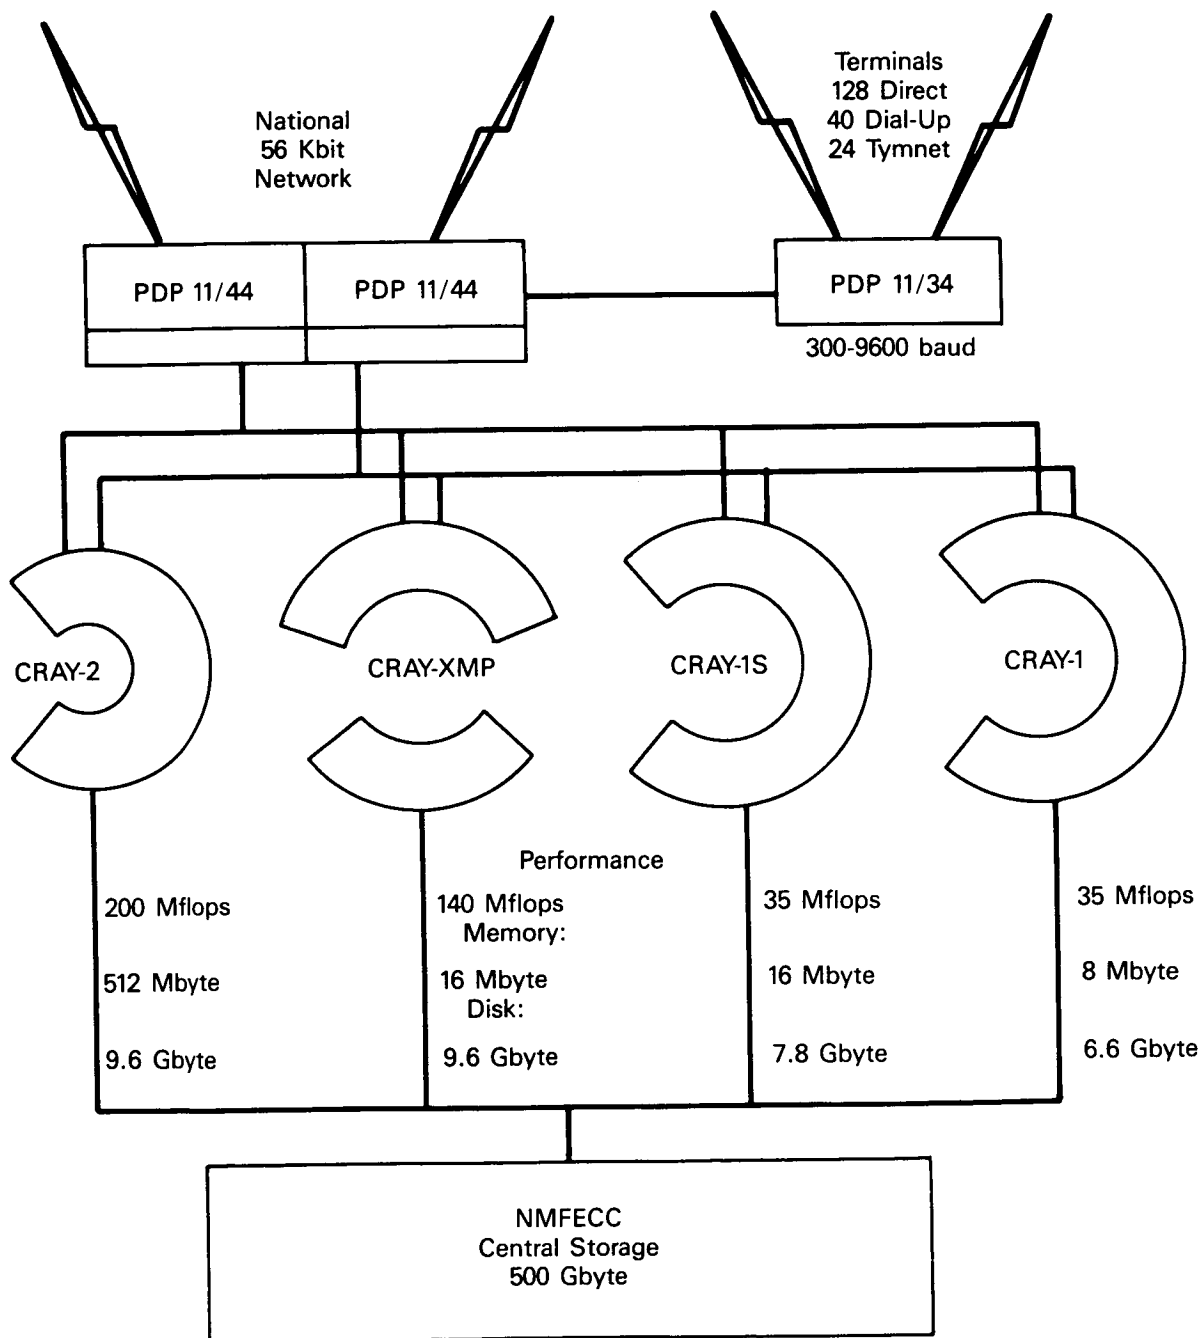 National
56 Kbit
Network
Terminals
128 Direct
40 Dial-Up
24 Tymnet
PDP 11/44
PDP 11/44
PDP 11/34
300-9600 baud
CRAY-2
CRAY-XMP
CRAY-1S
CRAY-1
Performance
200 Mflops
140 Mflops
35 Mflops
35 Mflops
Memory:
512 Mbyte
16 Mbyte
16 Mbyte
8 Mbyte
Disk:
9.6 Gbyte
9.6 Gbyte
7.8 Gbyte
6.6 Gbyte
NMFECC
Central Storage
500 Gbyte